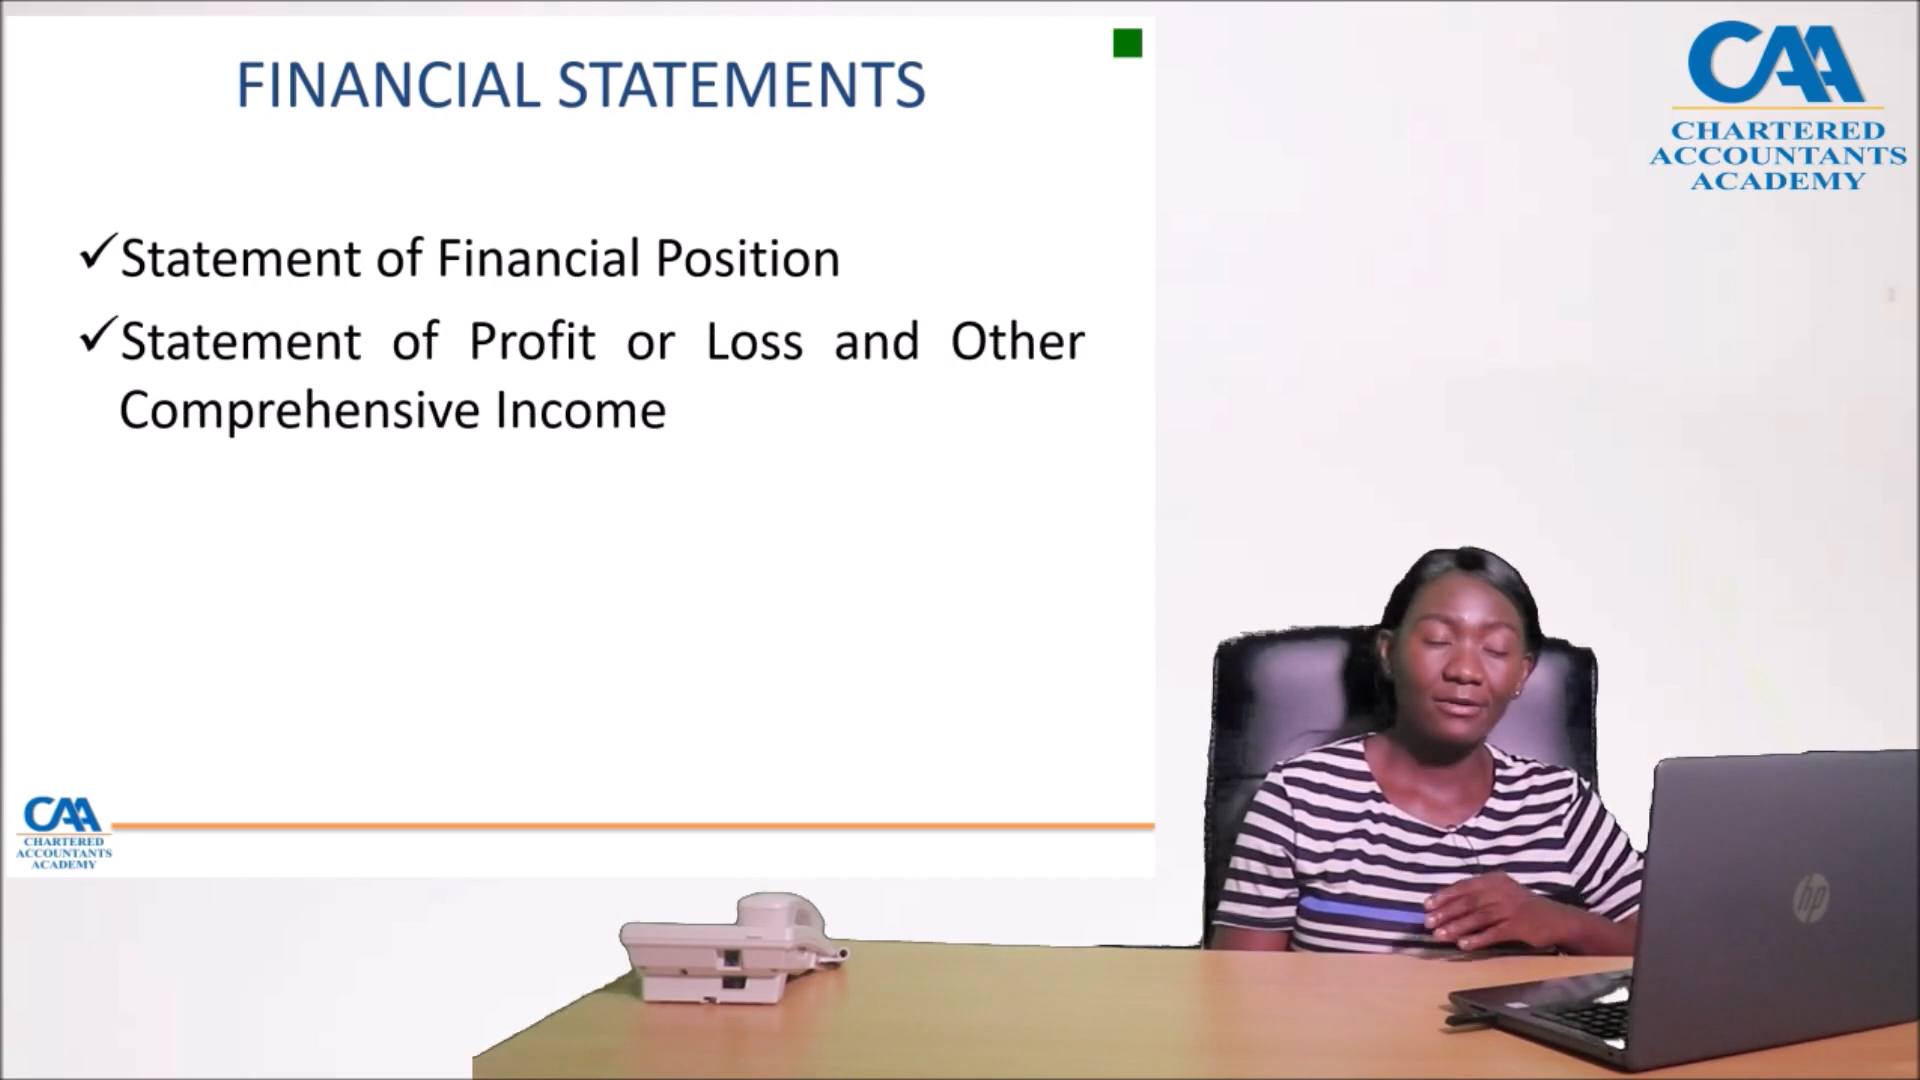 FINANCIAL STATEMENTS
✓Statement of Financial Position
✓Statement of Profit or Loss and Other
Comprehensive Income
CAA
CHARTERED
ACCOUNTANTS
ACADEMY
CAA
CHARTERED
ACCOUNTANTS
ACADEMY
hp